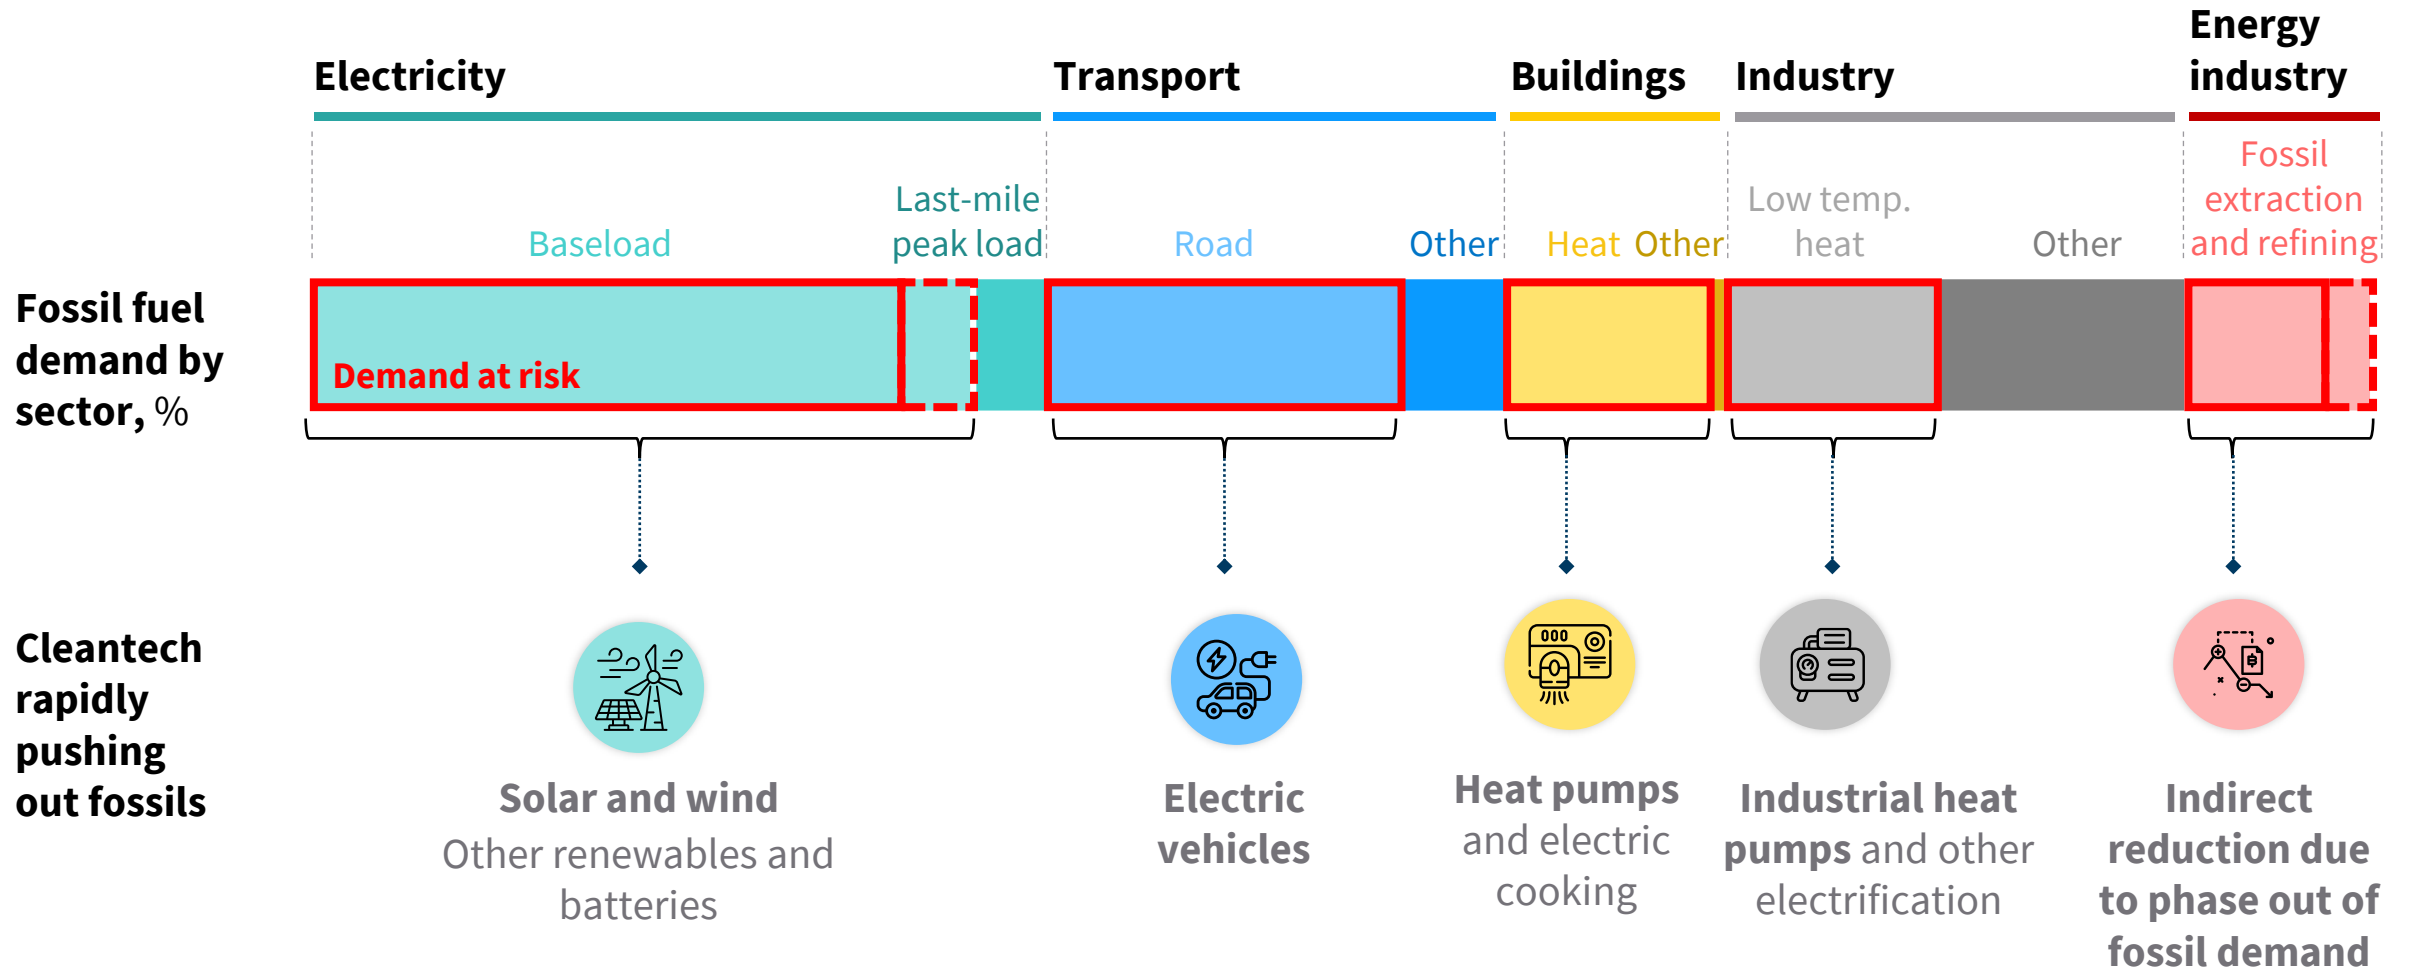 Electricity
Transport
Buildings
Industry
Energy
industry
Baseload
Last-mile
peak load
Road
Other
Heat
Other
Low temp.
heat
Other
Fossil
extraction
and refining
Fossil fuel
demand by
sector, %
Demand at risk
Cleantech
rapidly
pushing
out fossils
Solar and wind
Other renewables and
batteries
Electric
vehicles
Heat pumps
and electric
cooking
Industrial heat
pumps and other
electrification
Indirect
reduction due
to phase out of
fossil demand